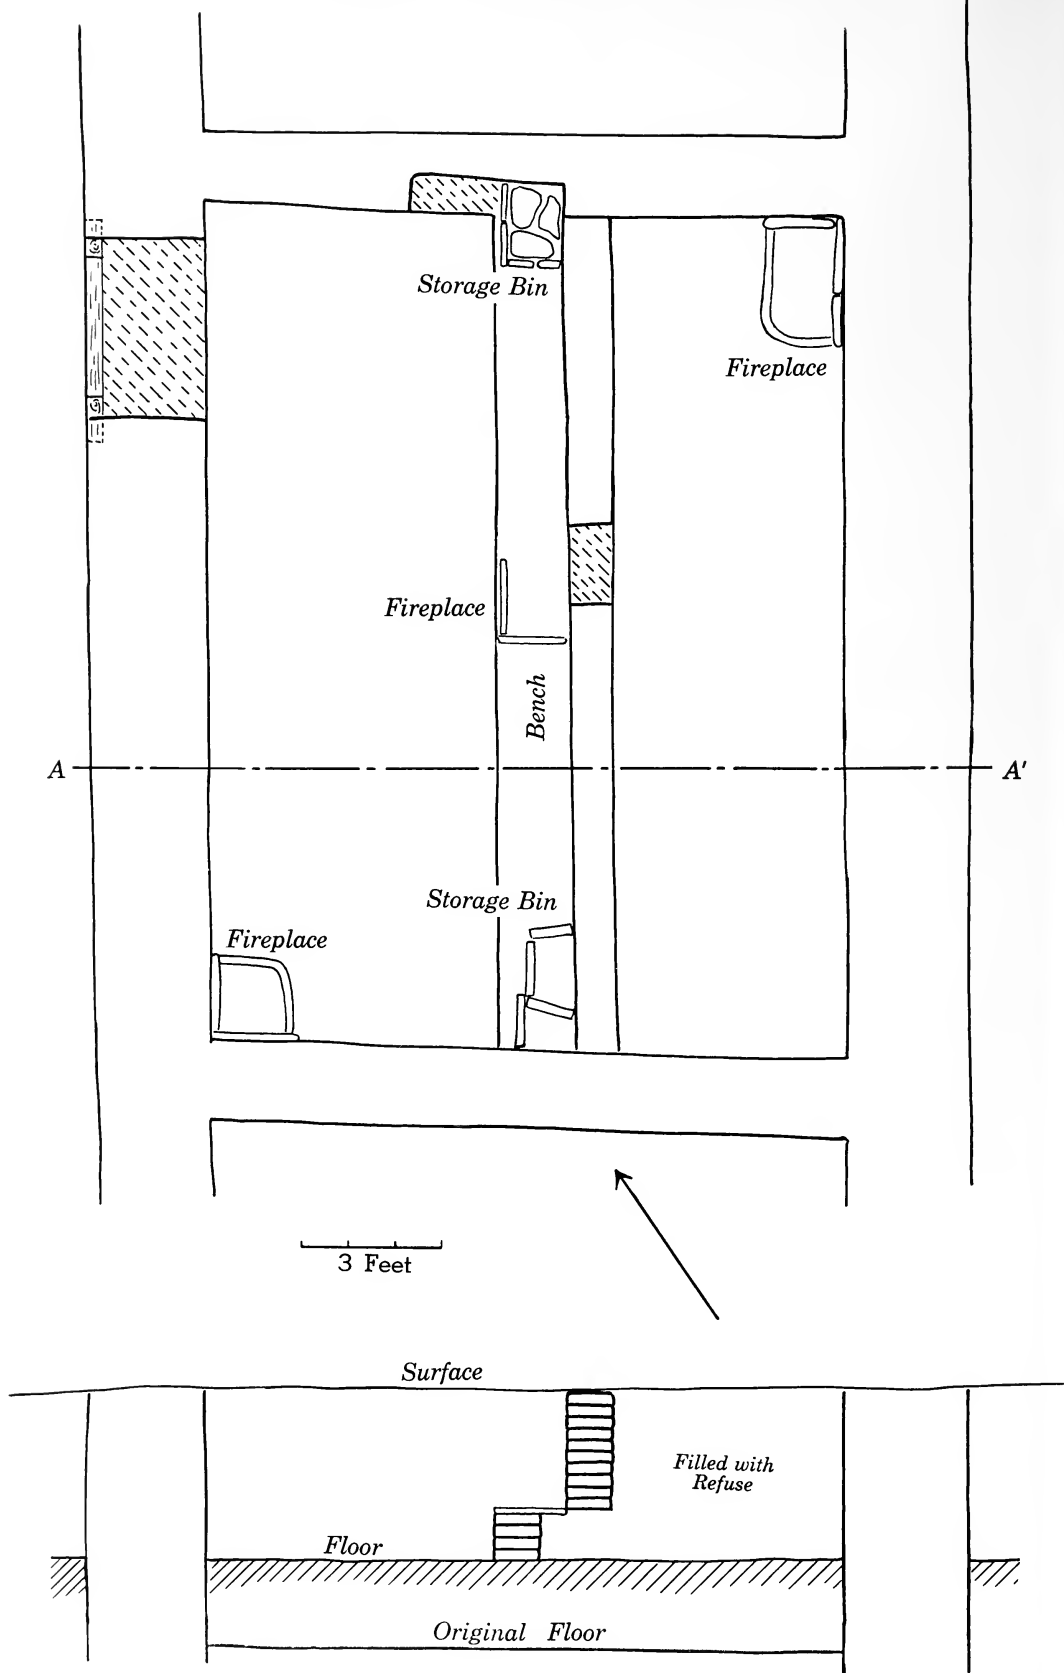 Storage Bin
Fireplace
Fireplace
Bench
A
A'
Storage Bin
Fireplace
3 Feet
Surface
Filled with
Refuse
Floor
Original Floor